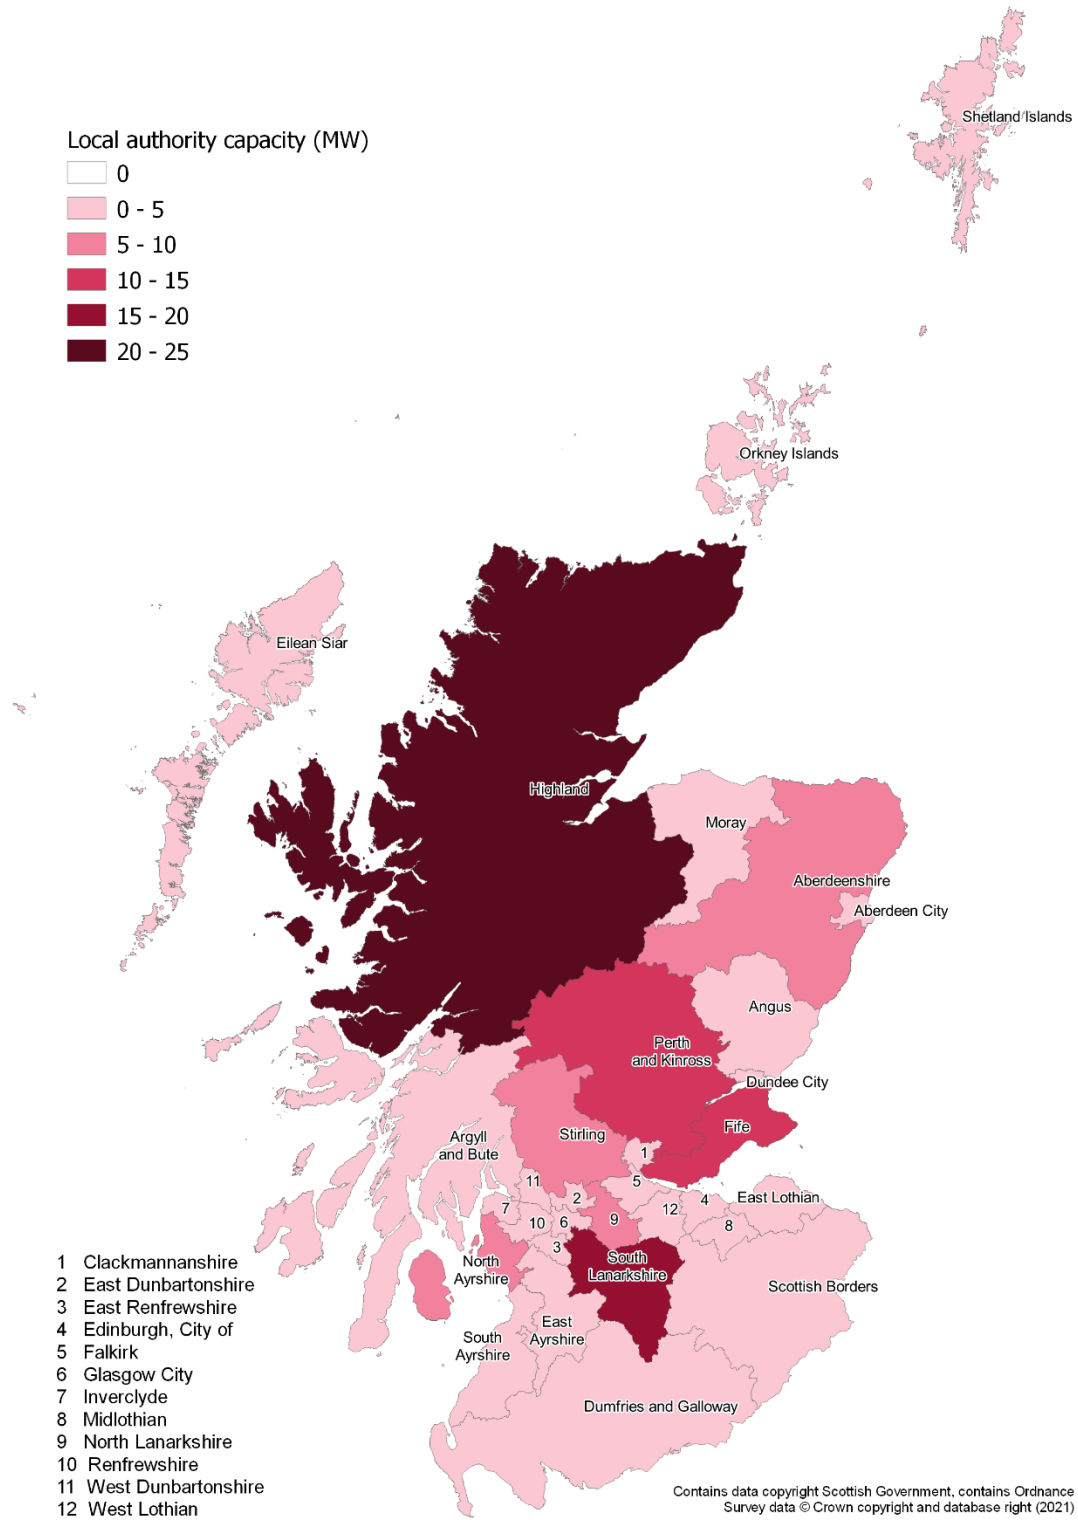 Local authority capacity (MW)
0
0 - 5
5 - 10
10 - 15
15 - 20
20 - 25
Shetland Islands
Orkney Islands
Eilean Siar
Highland
Moray
Aberdeenshire
Aberdeen City
Angus
Perth
and Kinross
Dundee City
Fife
Stirling
Argyll
and Bute
1
5
11
2
4
East Lothian
7
12
10
6
9
8
3
North
Ayrshire
South
Lanarkshire
Scottish Borders
East
Ayrshire
South
Ayrshire
Dumfries and Galloway
1 Clackmannanshire
2 East Dunbartonshire
3 East Renfrewshire
4 Edinburgh, City of
5 Falkirk
6 Glasgow City
7 Inverclyde
8 Midlothian
9 North Lanarkshire
10 Renfrewshire
11 West Dunbartonshire
12 West Lothian
Contains data copyright Scottish Government, contains Ordnance
Survey data © Crown copyright and database right (2021)